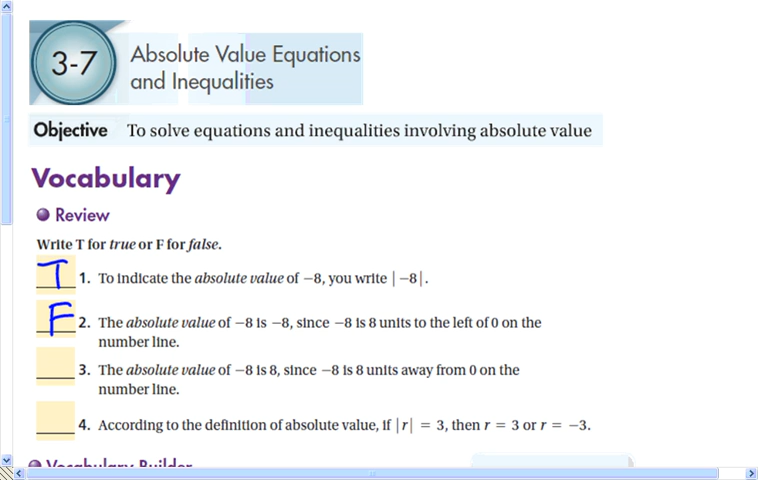 3-7
Absolute Value Equations
and Inequalities
Objective To solve equations and inequalities involving absolute value
Vocabulary
Review
Write T for true or F for false.
T 1. To indicate the absolute value of −8, you write |−8|.
F 2. The absolute value of −8 is −8, since −8 is 8 units to the left of 0 on the
number line.
3. The absolute value of −8 is 8, since −8 is 8 units away from 0 on the
number line.
4. According to the definition of absolute value, if |r| = 3, then r = 3 or r = −3.
Vocabulary Builder